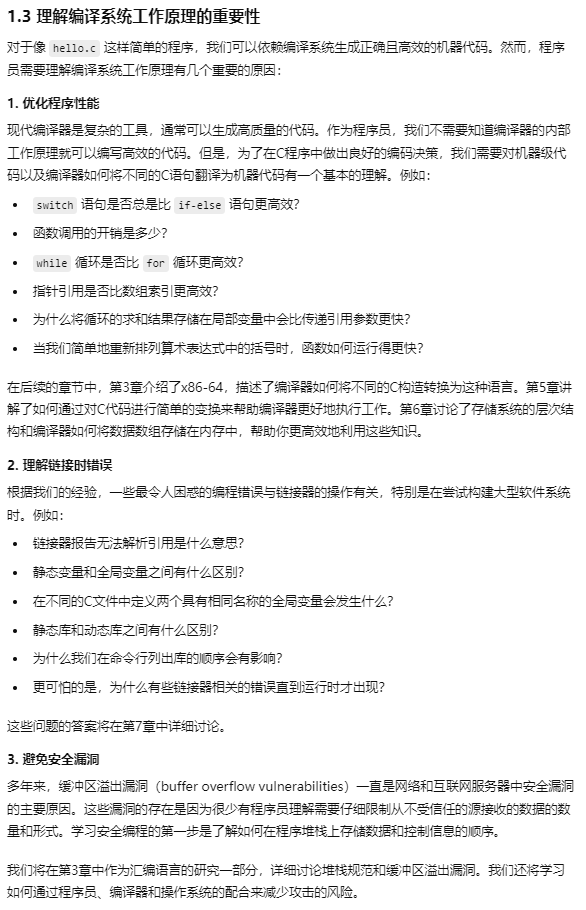 1.3 理解编译系统工作原理的重要性
对于像 hello.c 这样简单的程序，我们可以依赖编译系统生成正确且高效的机器代码。然而，程序
员需要理解编译系统工作原理有几个重要的原因：
1. 优化程序性能
现代编译器是复杂的工具，通常可以生成高质量的代码。作为程序员，我们不需要知道编译器的内部
工作原理就可以编写高效的代码。但是，为了在C程序中做出良好的编码决策，我们需要对机器级代
码以及编译器如何将不同的C语句翻译为机器代码有一个基本的理解。例如：
• switch 语句是否总是比 if-else 语句更高效？
• 函数调用的开销是多少？
• while 循环是否比 for 循环更高效？
• 指针引用是否比数组索引更高效？
• 为什么将循环的求和结果存储在局部变量中会比传递引用参数更快？
• 当我们简单地重新排列算术表达式中的括号时，函数如何运行得更快？
在后续的章节中，第3章介绍了x86-64，描述了编译器如何将不同的C构造转换为这种语言。第5章讲
解了如何通过对C代码进行简单的变换来帮助编译器更好地执行工作。第6章讨论了存储系统的层次结
构和编译器如何将数据数组存储在内存中，帮助你更高效地利用这些知识。
2. 理解链接时错误
根据我们的经验，一些最令人困惑的编程错误与链接器的操作有关，特别是在尝试构建大型软件系统
时。例如：
• 链接器报告无法解析引用是什么意思？
• 静态变量和全局变量之间有什么区别？
• 在不同的C文件中定义两个具有相同名称的全局变量会发生什么？
• 静态库和动态库之间有什么区别？
• 为什么我们在命令行列出库的顺序会有影响？
• 更可怕的是，为什么有些链接器相关的错误直到运行时才出现？
这些问题的答案将在第7章中详细讨论。
3. 避免安全漏洞
多年来，缓冲区溢出漏洞（buffer overflow vulnerabilities）一直是网络和互联网服务器中安全漏洞
的主要原因。这些漏洞的存在是因为很少有程序员理解需要仔细限制从不受信任的源接收的数据的数
量和形式。学习安全编程的第一步是了解如何在程序堆栈上存储数据和控制信息的顺序。
我们将在第3章中作为汇编语言的研究一部分，详细讨论堆栈规范和缓冲区溢出漏洞。我们还将学习
如何通过程序员、编译器和操作系统的配合来减少攻击的风险。